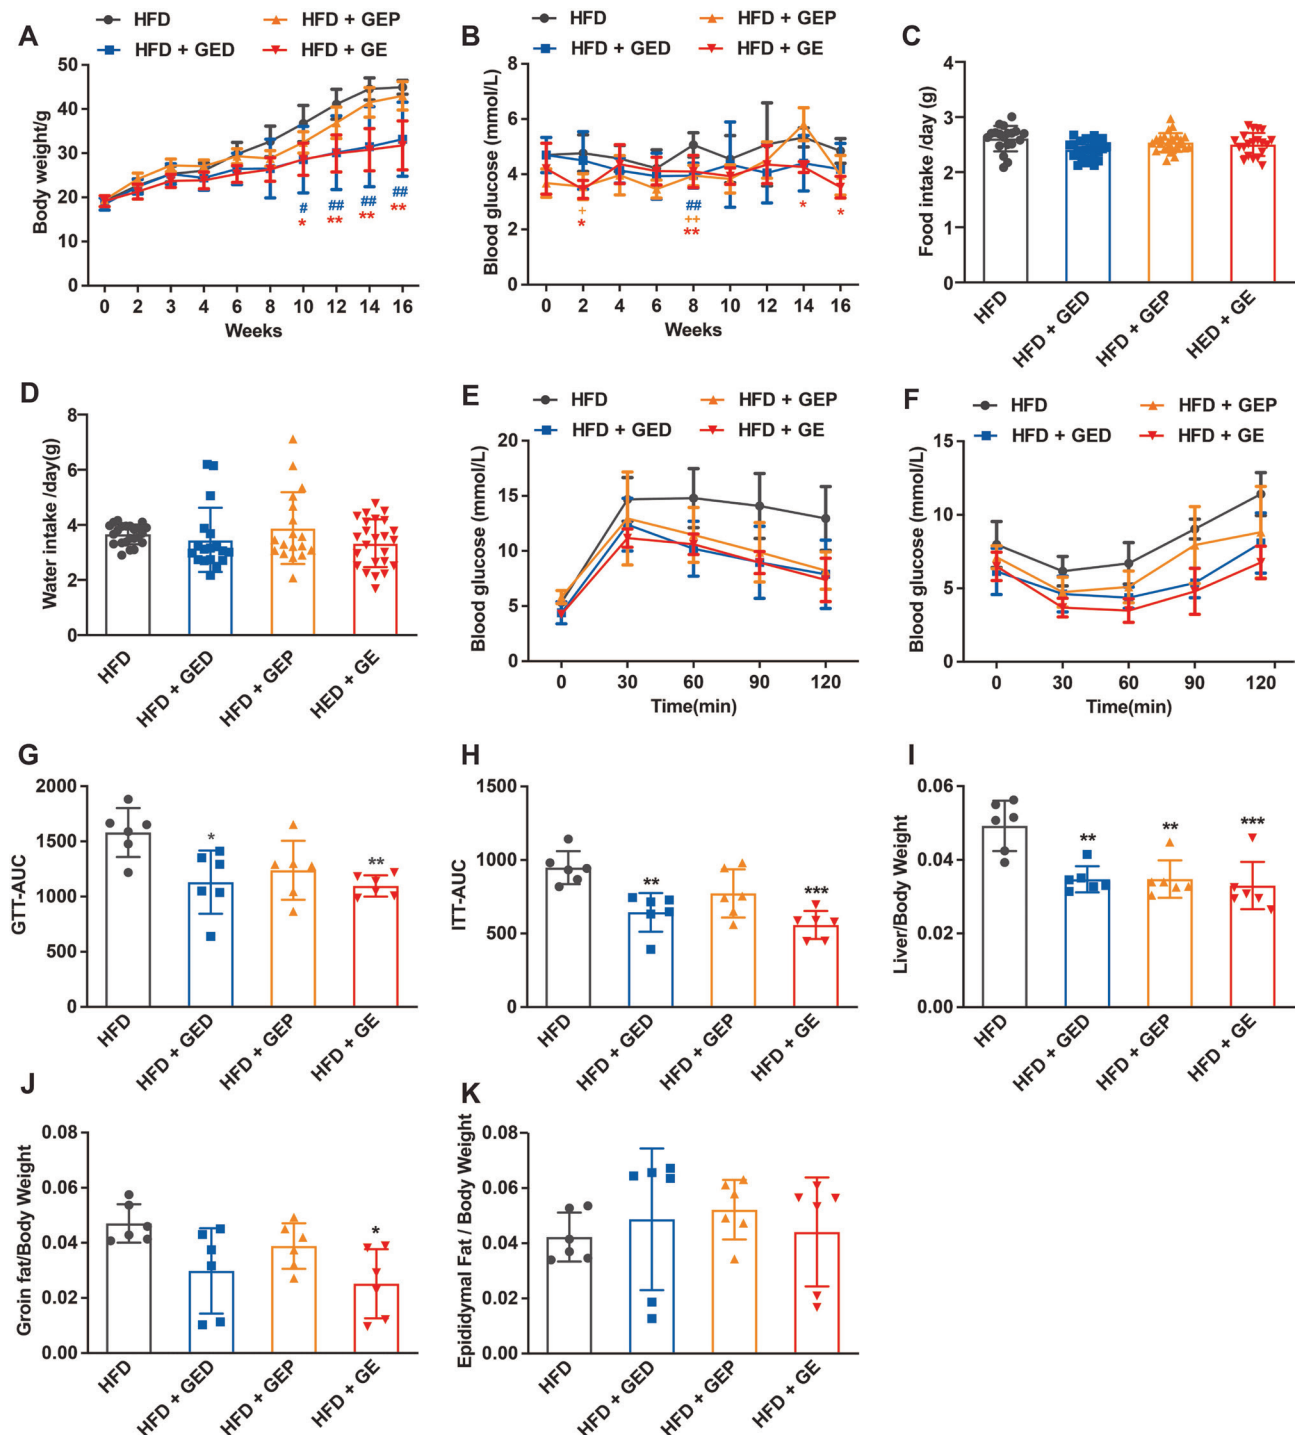 A
HFD
HFD + GEP
HFD + GED
HFD + GE
Body weight/g
50
40
30
20
10
0
#
##
##
##
*
**
**
**
0 2 3 4 6 8 10 12 14 16
Weeks
B
HFD
HFD + GEP
HFD + GED
HFD + GE
Blood glucose (mmol/L)
8
6
4
2
0
+
*
##
++
**
*
*
0 2 4 6 8 10 12 14 16
Weeks
C
Food intake /day (g)
4
3
2
1
0
HFD
HFD + GED
HFD + GEP
HED + GE
D
Water intake /day(g)
8
6
4
2
0
HFD
HFD + GED
HFD + GEP
HED + GE
E
HFD
HFD + GEP
HFD + GED
HFD + GE
Blood glucose (mmol/L)
20
15
10
5
0
0 30 60 90 120
Time(min)
F
HFD
HFD + GEP
HFD + GED
HFD + GE
Blood glucose (mmol/L)
15
10
5
0
0 30 60 90 120
Time(min)
G
GTT-AUC
2000
1500
1000
500
0
*
**
HFD
HFD + GED
HFD + GEP
HFD + GE
H
ITT-AUC
1500
1000
500
0
**
***
HFD
HFD + GED
HFD + GEP
HFD + GE
I
Liver/Body Weight
0.06
0.04
0.02
0.00
**
**
***
HFD
HFD + GED
HFD + GEP
HFD + GE
J
Groin fat/Body Weight
0.08
0.06
0.04
0.02
0.00
*
HFD
HFD + GED
HFD + GEP
HFD + GE
K
Epididymal Fat / Body Weight
0.08
0.06
0.04
0.02
0.00
HFD
HFD + GED
HFD + GEP
HFD + GE